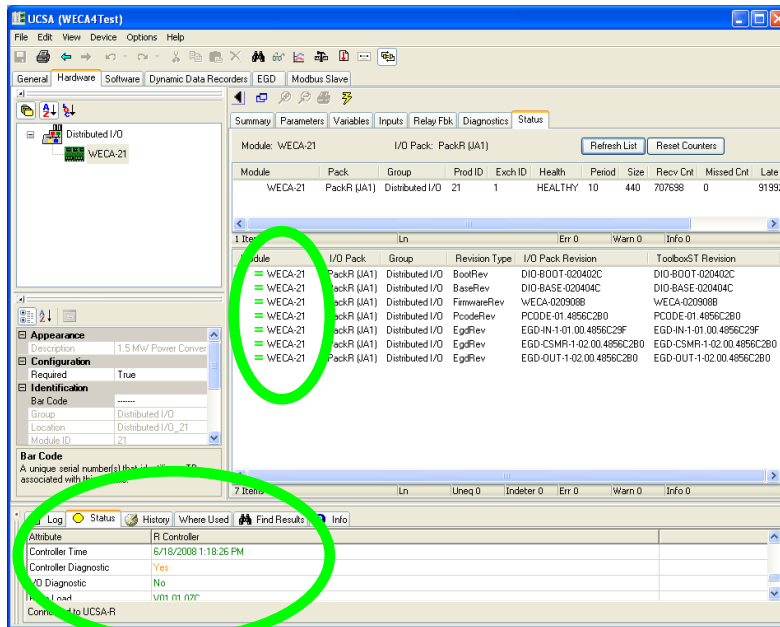 UCSA (WECA4Test)
File Edit View Device Options Help
General Hardware Software Dynamic Data Recorders EGD Modbus Slave
Distributed I/O
WECA-21
Summary Parameters Variables Inputs Relay Fbk Diagnostics Status
Module: WECA-21 I/O Pack: PackR (JA1) Refresh List Reset Counters
Module Pack Group Prod ID Exch ID Health Period Size Recv Cnt Missed Cnt Late
WECA-21 PackR (JA1) Distributed I/O 21 1 HEALTHY 10 440 707698 0
1 Ln Err 0 Warn 0 Info 0
I/O Pack Group Revision Type I/O Pack Revision ToolboxST Revision
= WECA-21 PackR (JA1) Distributed I/O BootRev DIO-BOOT-020402C DIO-BOOT-020402C
= WECA-21 PackR (JA1) Distributed I/O BaseRev DIO-BASE-020404C DIO-BASE-020404C
= WECA-21 PackR (JA1) Distributed I/O FirmwareRev WECA-020908B WECA-020908B
= WECA-21 PackR (JA1) Distributed I/O PcodeRev PCODE-01.4856C2B0 PCODE-01.4856C2B0
= WECA-21 PackR (JA1) Distributed I/O EgdRev EGD-IN-1-01.00.4856C29F EGD-IN-1-01.00.4856C29F
= WECA-21 PackR (JA1) Distributed I/O EgdRev EGD-CSMR-1-02.00.4856C2B0 EGD-CSMR-1-02.00.4856C2B0
= WECA-21 PackR (JA1) Distributed I/O EgdRev EGD-OUT-1-02.00.4856C2B0 EGD-OUT-1-02.00.4856C2B0
7 Items Ln Uneq 0 Indeter 0 Err 0 Warn 0 Info 0
Appearance
Description 1.5 MW Power Conver
Configuration
Required True
Identification
Bar Code -------
Group Distributed I/O
Location Distributed I/O_21
Module ID 21
Bar Code
A unique serial number(s) that
associated with
Log Status History Where Used Find Results Info
Attribute R Controller
Controller Time 6/18/2008 1:18:26 PM
Controller Diagnostic Yes
I/O Diagnostic No
Load V01.01.07C
Connected to UCSA-R